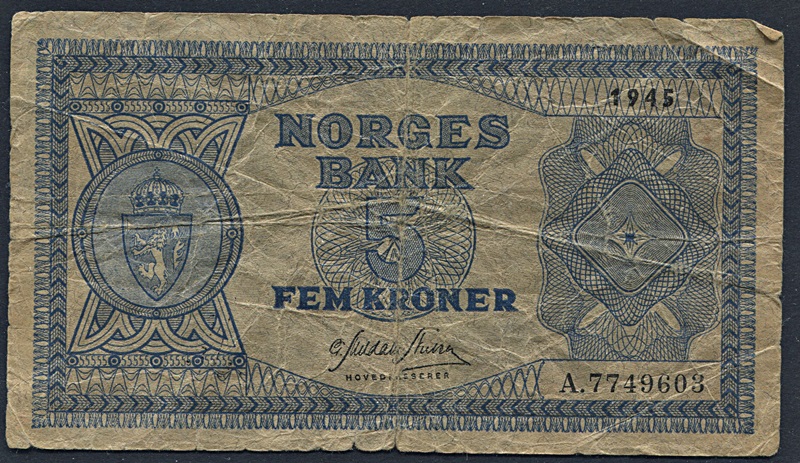 1945
NORGES
BANK
5
FEM KRONER
HOVEDKASSERER
A.7749603